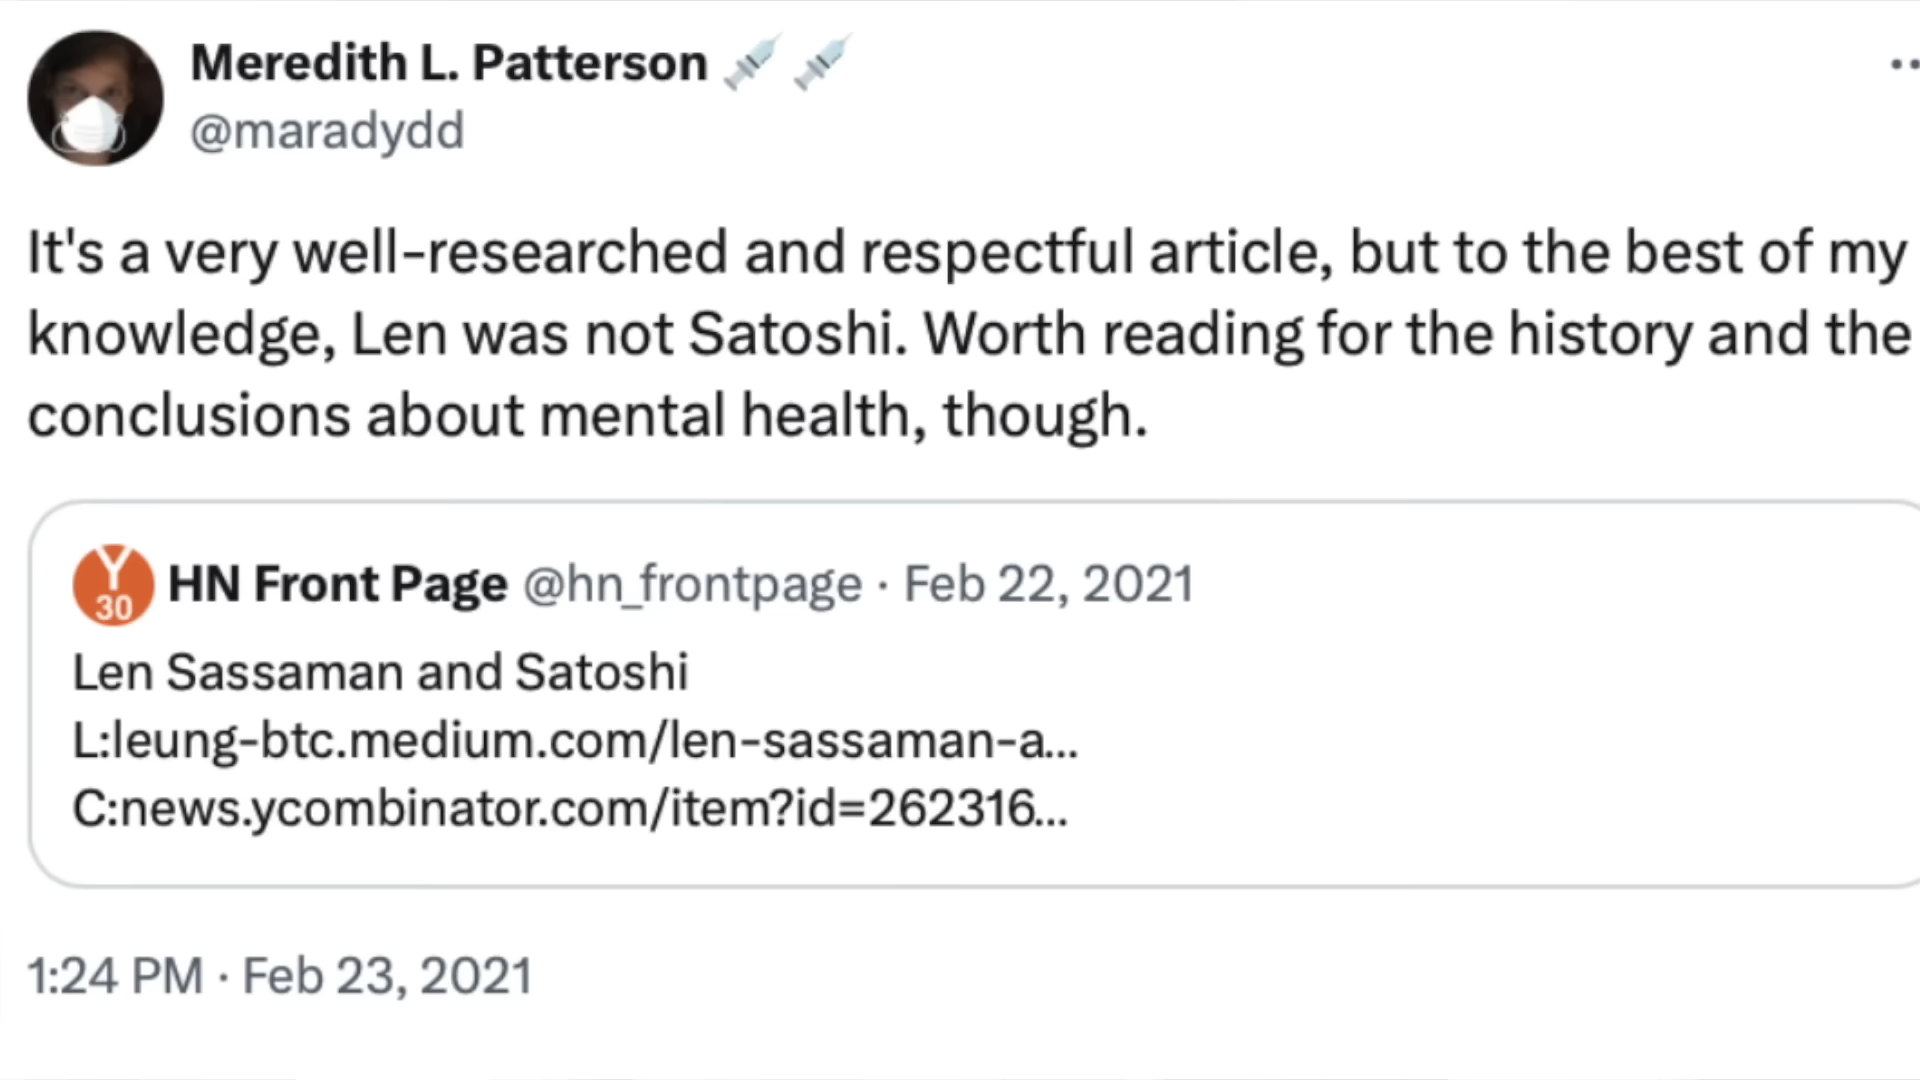 Meredith L. Patterson 💉 💉
@maradydd
It's a very well-researched and respectful article, but to the best of my
knowledge, Len was not Satoshi. Worth reading for the history and the
conclusions about mental health, though.
Y
30
HN Front Page @hn_frontpage · Feb 22, 2021
Len Sassaman and Satoshi
L:leung-btc.medium.com/len-sassaman-a...
C:news.ycombinator.com/item?id=262316...
1:24 PM · Feb 23, 2021